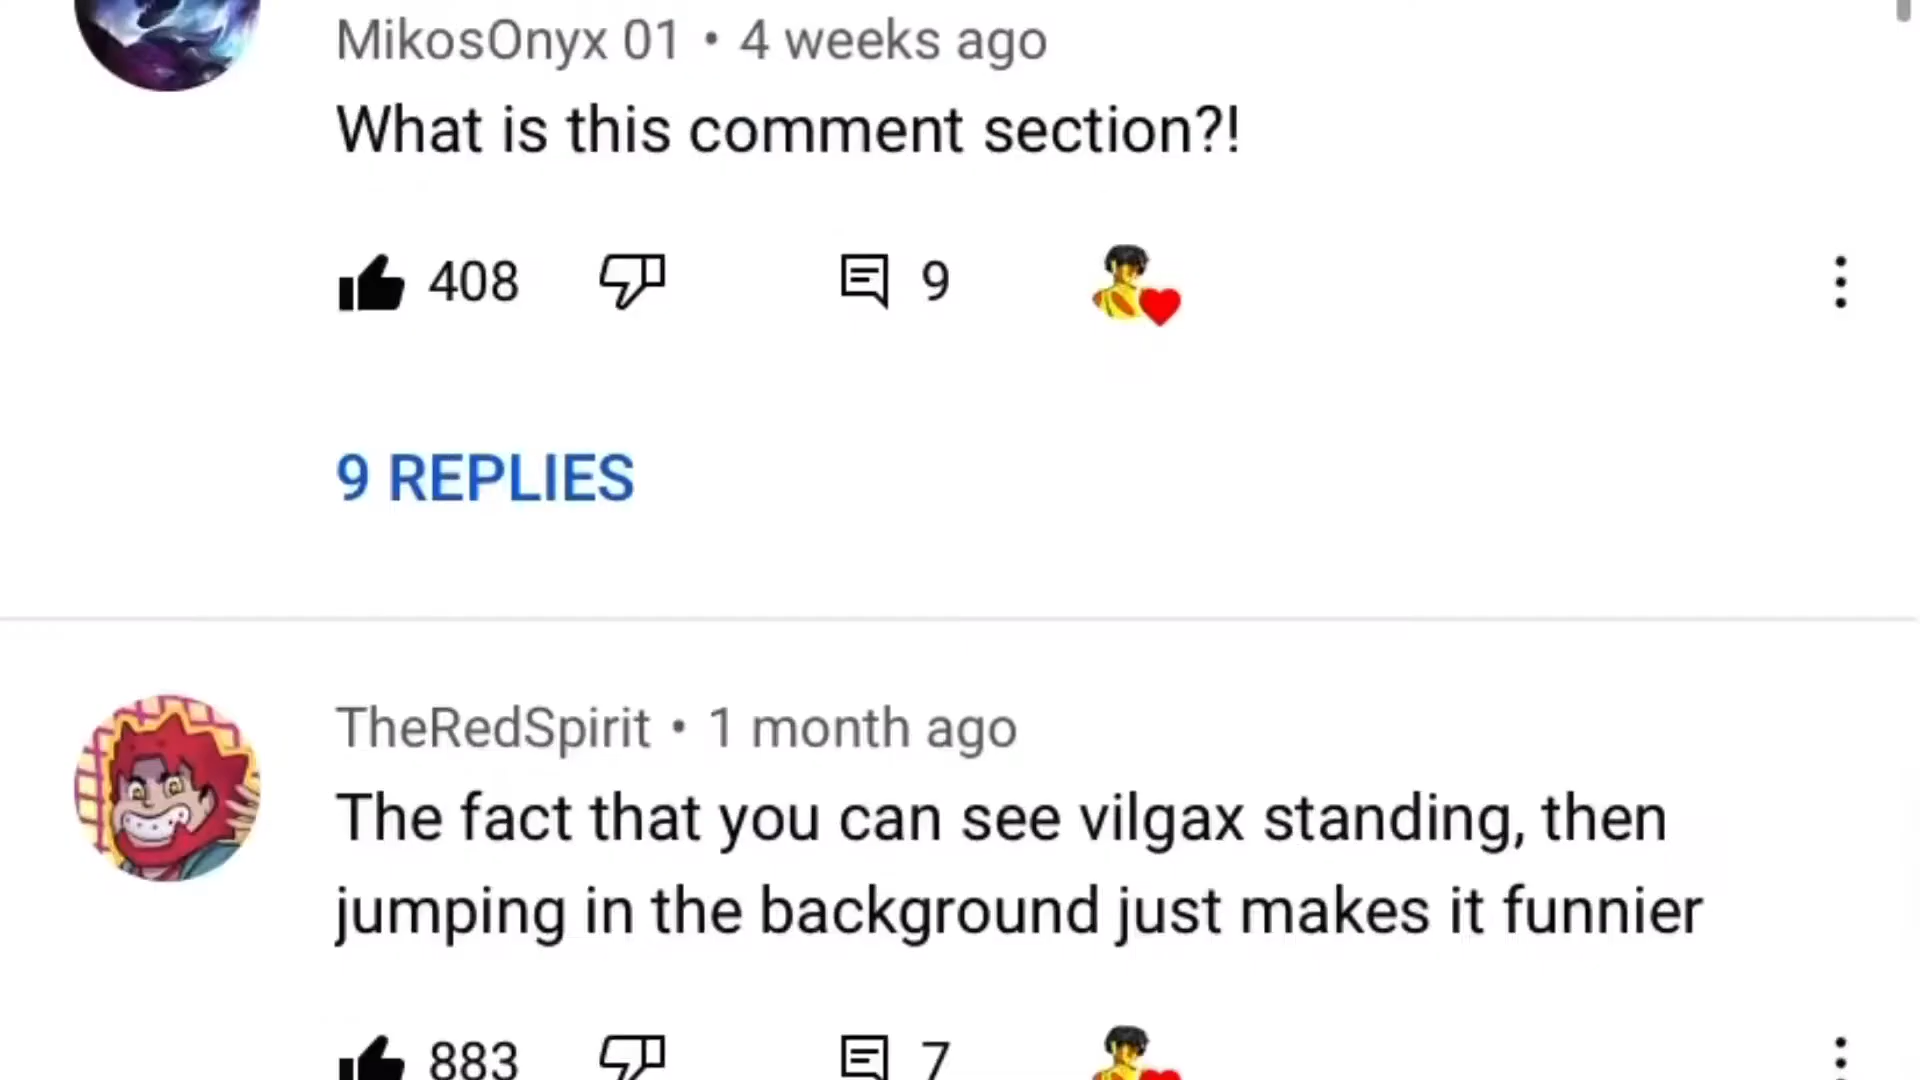 MikosOnyx 01 • 4 weeks ago
What is this comment section?!
408
9
9 REPLIES
TheRedSpirit • 1 month ago
The fact that you can see vilgax standing, then
jumping in the background just makes it funnier
883
7